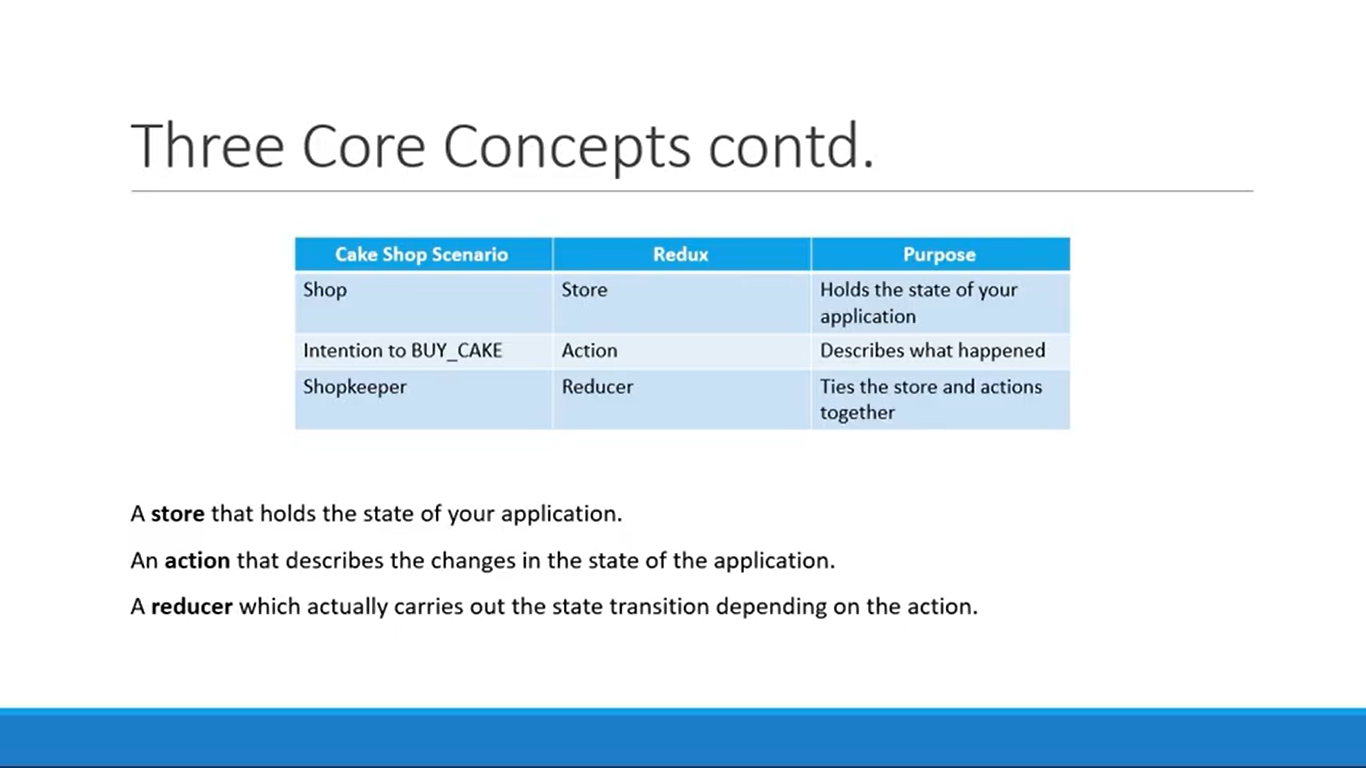 Three Core Concepts contd.
Cake Shop Scenario Redux Purpose
Shop Store Holds the state of your
application
Intention to BUY_CAKE Action Describes what happened
Shopkeeper Reducer Ties the store and actions
together
A store that holds the state of your application.
An action that describes the changes in the state of the application.
A reducer which actually carries out the state transition depending on the action.